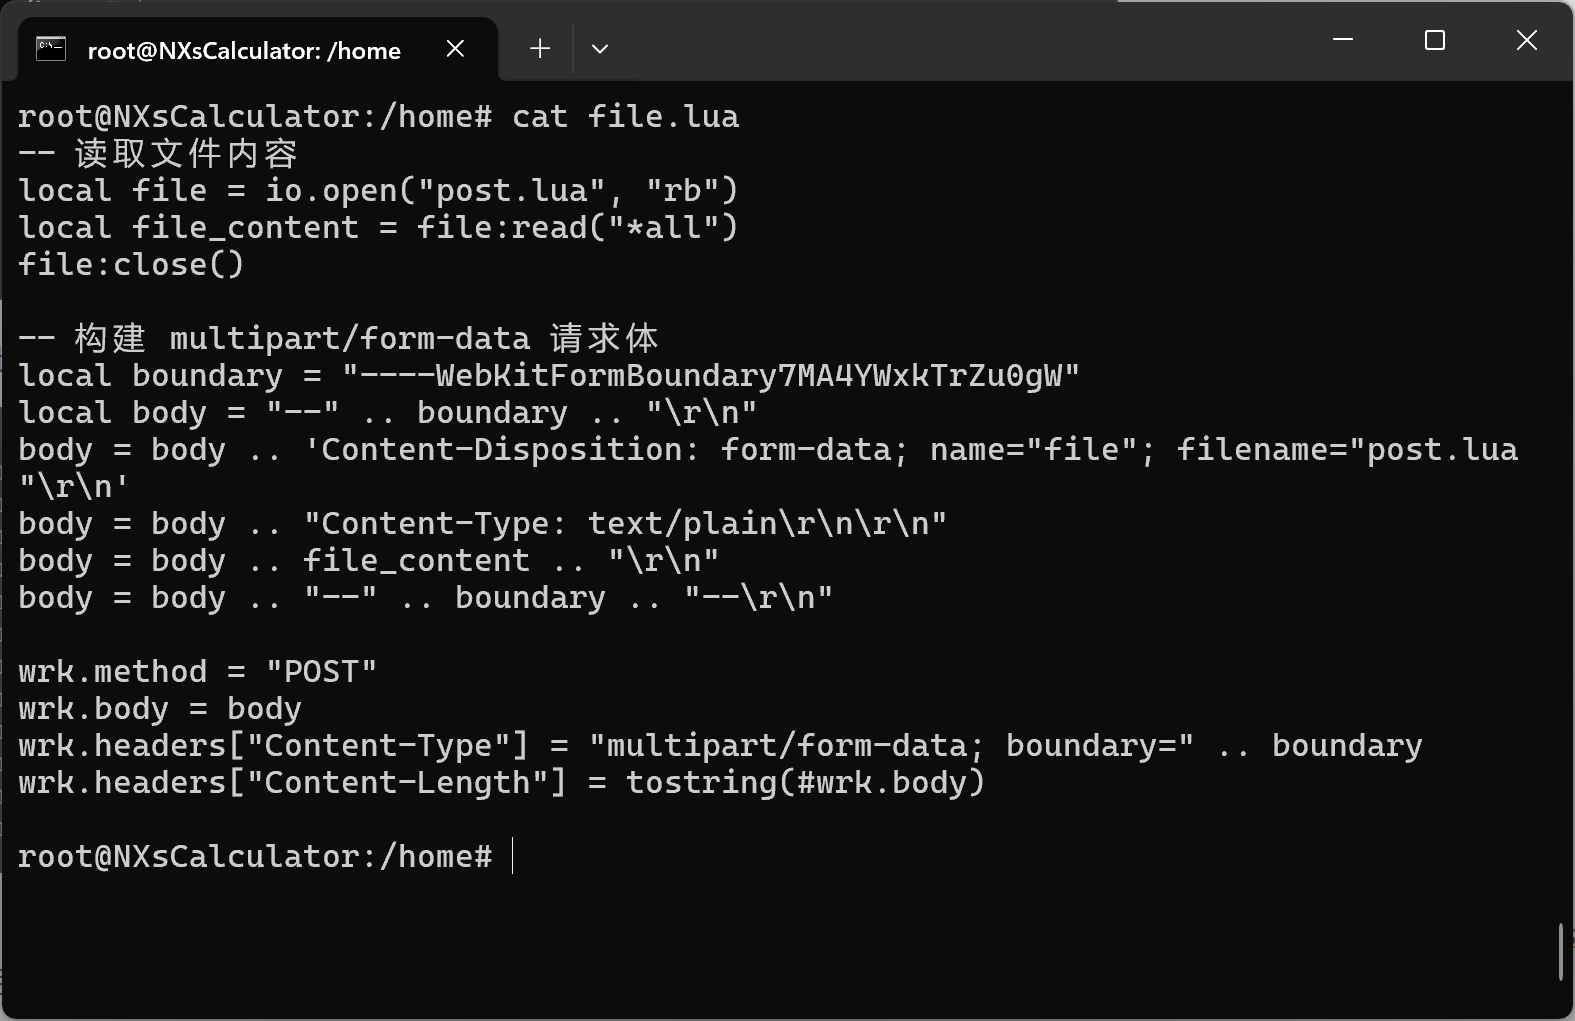 root@NXsCalculator: /home
root@NXsCalculator:/home# cat file.lua
-- 读取文件内容
local file = io.open("post.lua", "rb")
local file_content = file:read("*all")
file:close()
-- 构建 multipart/form-data 请求体
local boundary = "----WebKitFormBoundary7MA4YWxkTrZu0gW"
local body = "--" .. boundary .. "\r\n"
body = body .. 'Content-Disposition: form-data; name="file"; filename="post.lua
"\r\n'
body = body .. "Content-Type: text/plain\r\n\r\n"
body = body .. file_content .. "\r\n"
body = body .. "--" .. boundary .. "--\r\n"
wrk.method = "POST"
wrk.body = body
wrk.headers["Content-Type"] = "multipart/form-data; boundary=" .. boundary
wrk.headers["Content-Length"] = tostring(#wrk.body)
root@NXsCalculator:/home#